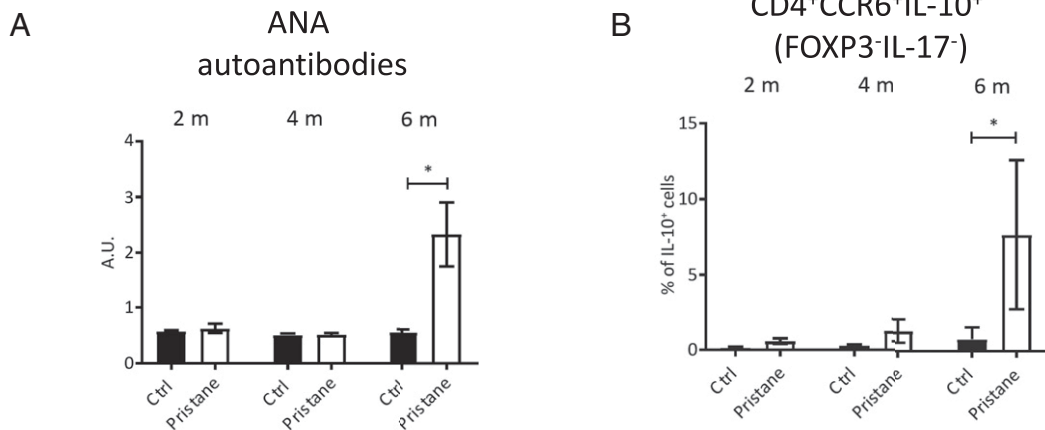 A
ANA
autoantibodies
2 m 4 m 6 m
4
3
2
1
0
A.U.
*
Ctrl Pristane Ctrl Pristane Ctrl Pristane
B
CD4⁺CCR6⁺IL-10⁺
(FOXP3⁻IL-17⁻)
2 m 4 m 6 m
15
10
5
0
% of IL-10⁺ cells
*
Ctrl Pristane Ctrl Pristane Ctrl Pristane